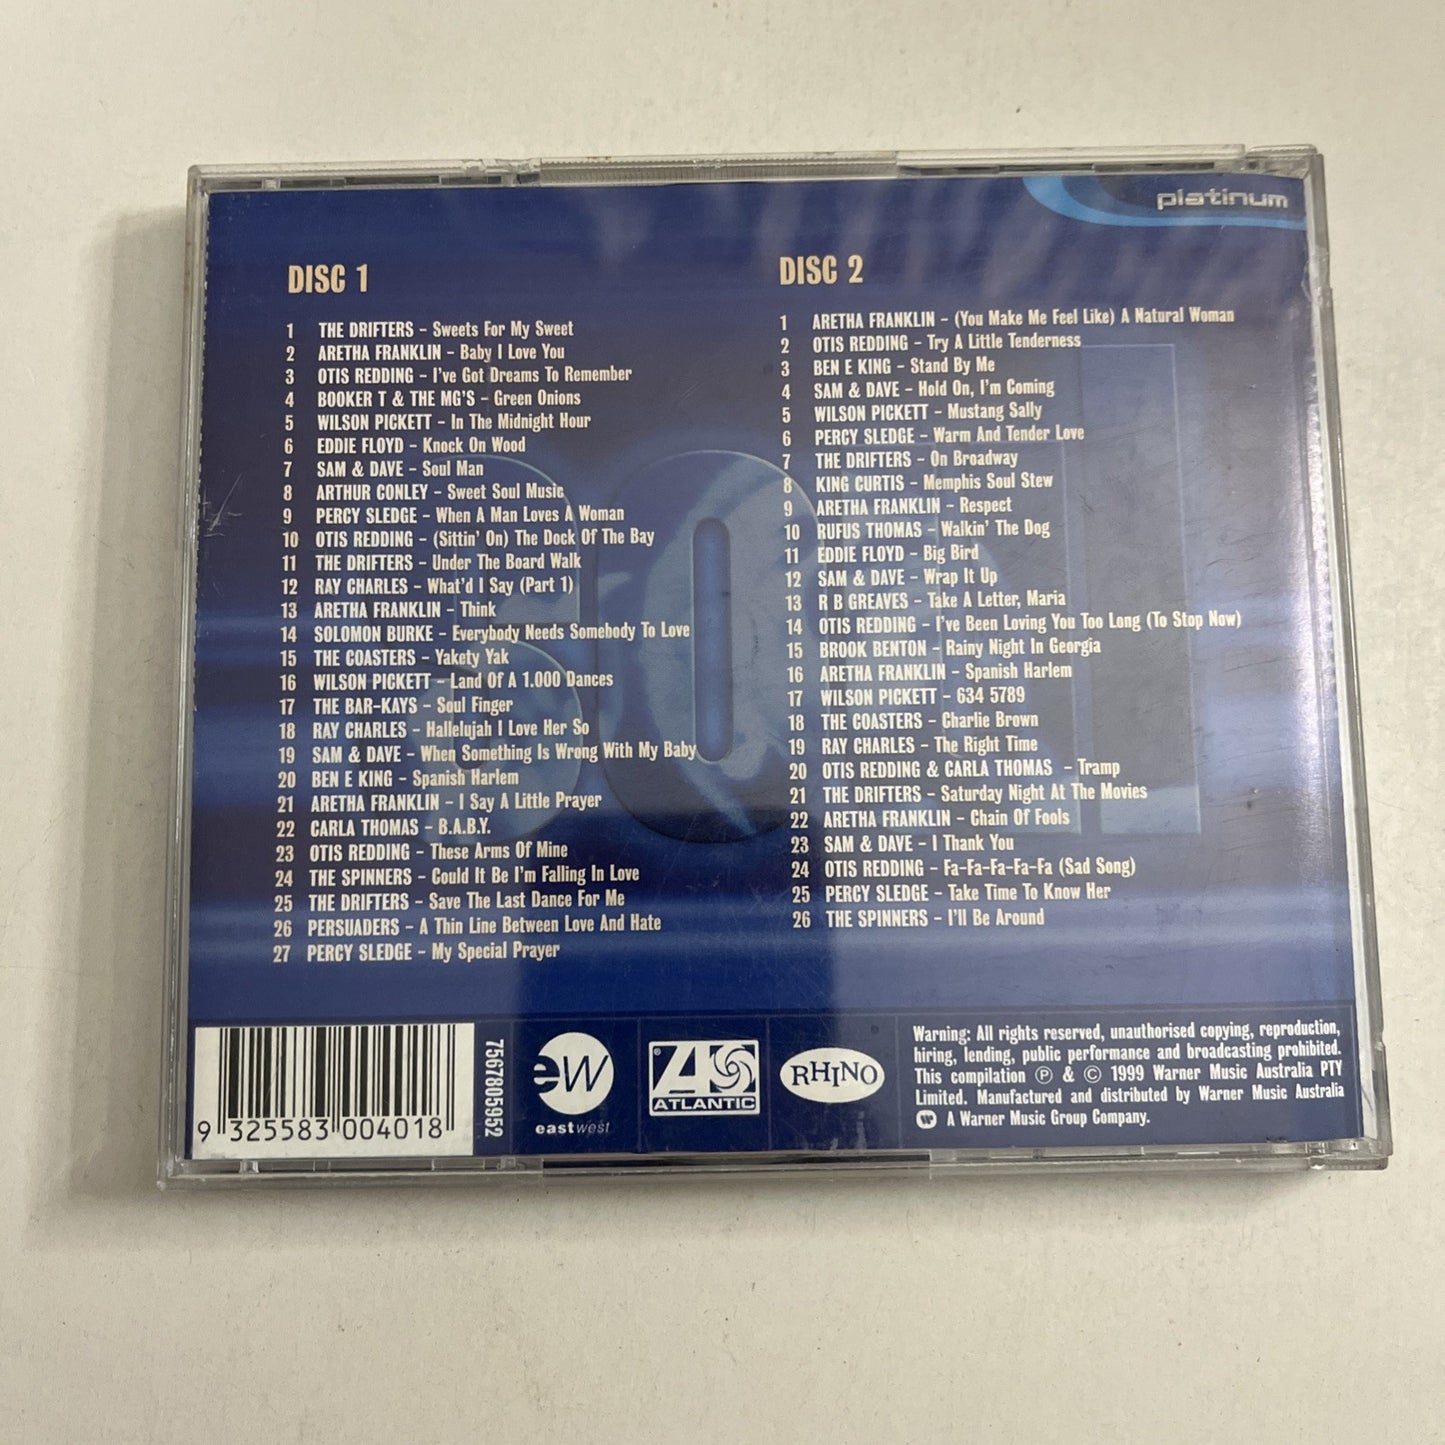 platinum
DISC 1
1 THE DRIFTERS – Sweets For My Sweet
2 ARETHA FRANKLIN – Baby I Love You
3 OTIS REDDING – I've Got Dreams To Remember
4 BOOKER T & THE MG'S – Green Onions
5 WILSON PICKETT – In The Midnight Hour
6 EDDIE FLOYD – Knock On Wood
7 SAM & DAVE – Soul Man
8 ARTHUR CONLEY – Sweet Soul Music
9 PERCY SLEDGE – When A Man Loves A Woman
10 OTIS REDDING – (Sittin' On) The Dock Of The Bay
11 THE DRIFTERS – Under The Board Walk
12 RAY CHARLES – What'd I Say (Part 1)
13 ARETHA FRANKLIN – Think
14 SOLOMON BURKE – Everybody Needs Somebody To Love
15 THE COASTERS – Yakety Yak
16 WILSON PICKETT – Land Of A 1.000 Dances
17 THE BAR-KAYS – Soul Finger
18 RAY CHARLES – Hallelujah I Love Her So
19 SAM & DAVE – When Something Is Wrong With My Baby
20 BEN E KING – Spanish Harlem
21 ARETHA FRANKLIN – I Say A Little Prayer
22 CARLA THOMAS – B.A.B.Y.
23 OTIS REDDING – These Arms Of Mine
24 THE SPINNERS – Could It Be I'm Falling In Love
25 THE DRIFTERS – Save The Last Dance For Me
26 PERSUADERS – A Thin Line Between Love And Hate
27 PERCY SLEDGE – My Special Prayer
DISC 2
1 ARETHA FRANKLIN – (You Make Me Feel Like) A Natural Woman
2 OTIS REDDING – Try A Little Tenderness
3 BEN E KING – Stand By Me
4 SAM & DAVE – Hold On, I'm Coming
5 WILSON PICKETT – Mustang Sally
6 PERCY SLEDGE – Warm And Tender Love
7 THE DRIFTERS – On Broadway
8 KING CURTIS – Memphis Soul Stew
9 ARETHA FRANKLIN – Respect
10 RUFUS THOMAS – Walkin' The Dog
11 EDDIE FLOYD – Big Bird
12 SAM & DAVE – Wrap It Up
13 R B GREAVES – Take A Letter, Maria
14 OTIS REDDING – I've Been Loving You Too Long (To Stop Now)
15 BROOK BENTON – Rainy Night In Georgia
16 ARETHA FRANKLIN – Spanish Harlem
17 WILSON PICKETT – 634 5789
18 THE COASTERS – Charlie Brown
19 RAY CHARLES – The Right Time
20 OTIS REDDING & CARLA THOMAS – Tramp
21 THE DRIFTERS – Saturday Night At The Movies
22 ARETHA FRANKLIN – Chain Of Fools
23 SAM & DAVE – I Thank You
24 OTIS REDDING – Fa-Fa-Fa-Fa-Fa (Sad Song)
25 PERCY SLEDGE – Take Time To Know Her
26 THE SPINNERS – I'll Be Around
SOUL
9 325583 004018
7567805952
ew
eastwest
ATLANTIC
RHINO
Warning: All rights reserved, unauthorised copying, reproduction,
hiring, lending, public performance and broadcasting prohibited.
This compilation ℗ & © 1999 Warner Music Australia PTY
Limited. Manufactured and distributed by Warner Music Australia
A Warner Music Group Company.